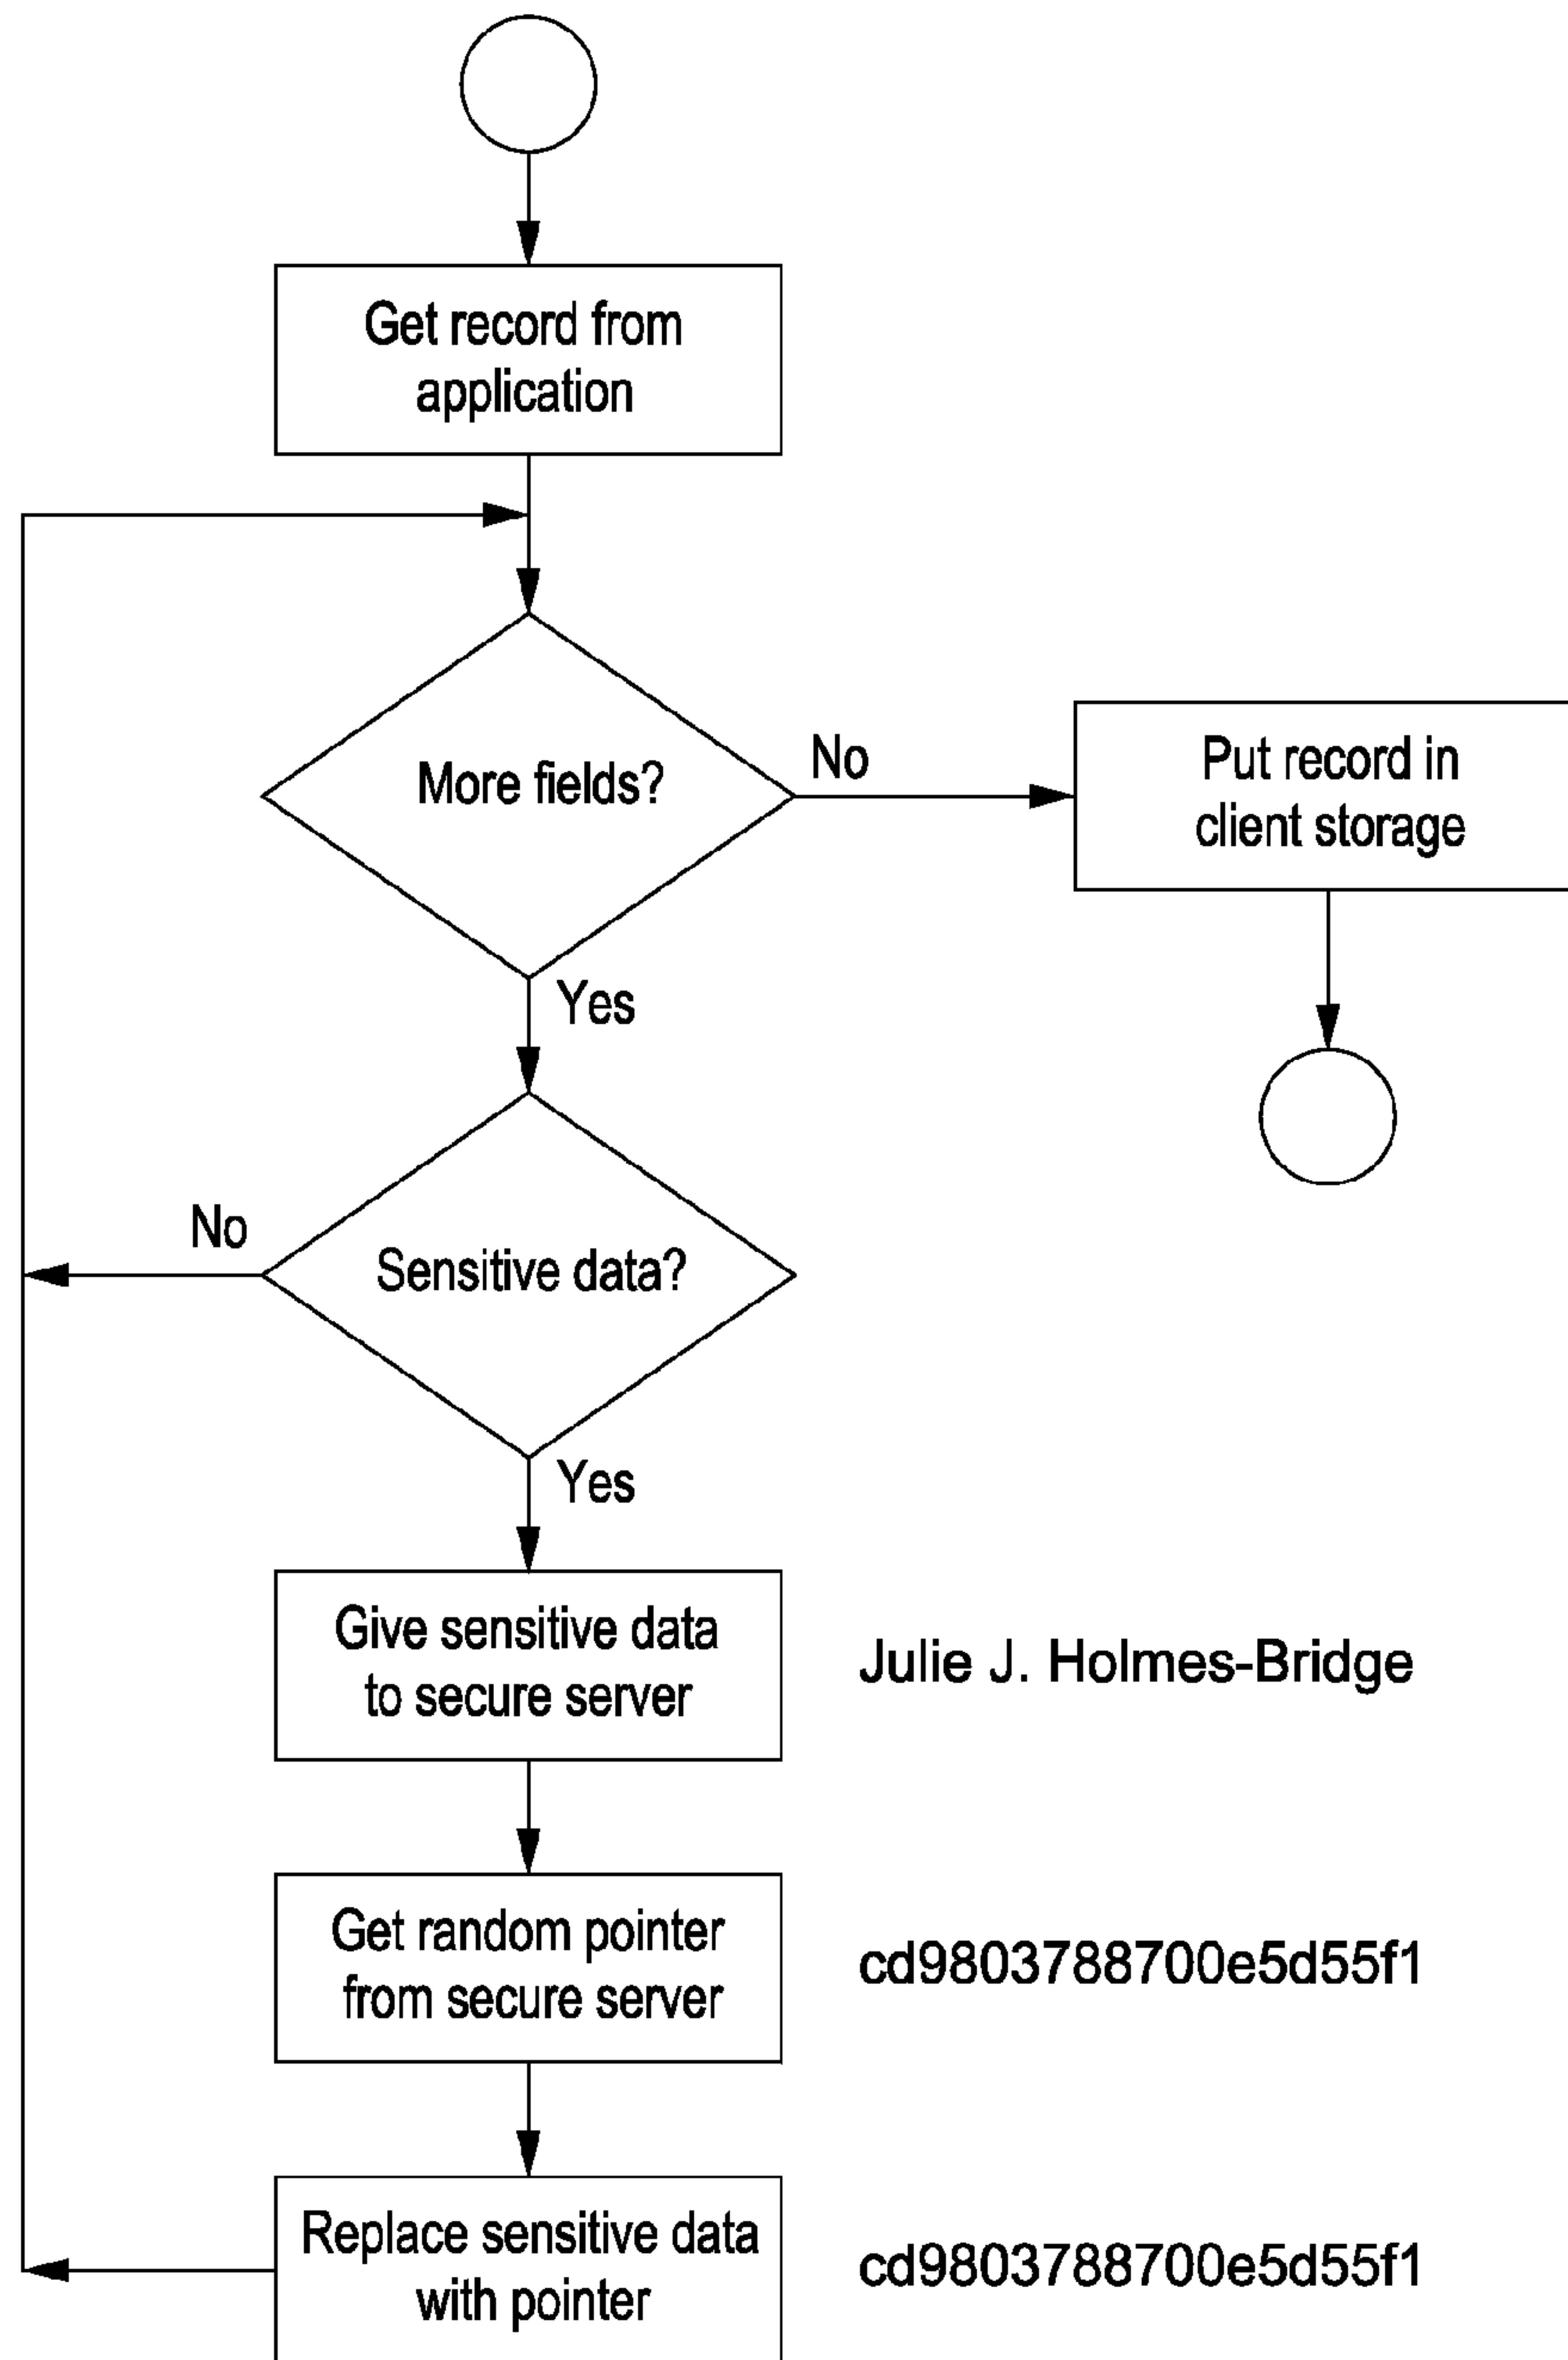 Get record from
application
More fields?
No
Put record in
client storage
Yes
No
Sensitive data?
Yes
Give sensitive data
to secure server
Julie J. Holmes-Bridge
Get random pointer
from secure server
cd9803788700e5d55f1
Replace sensitive data
with pointer
cd9803788700e5d55f1